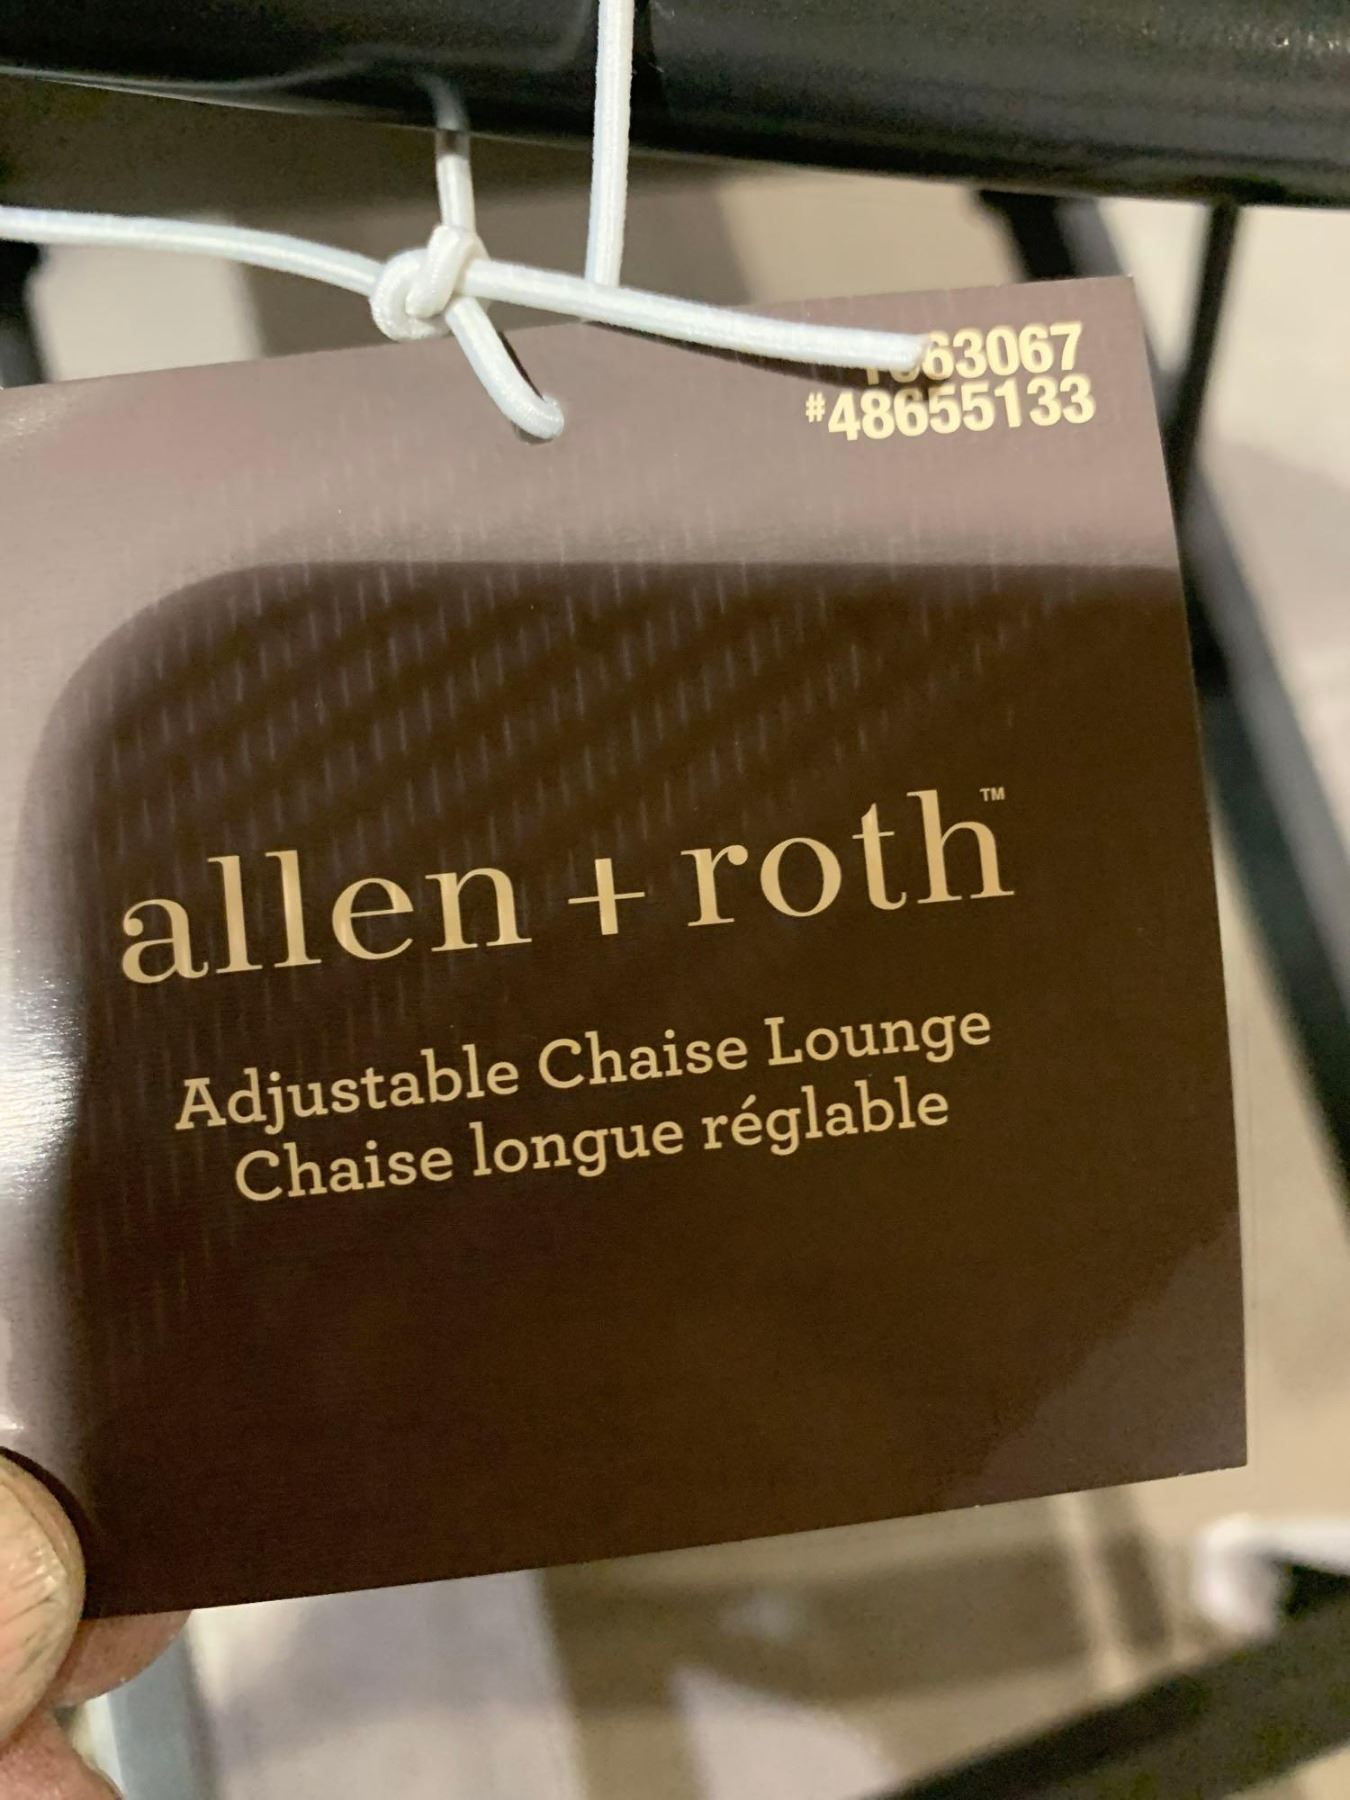 #48655133
allen + roth™
Adjustable Chaise Lounge
Chaise longue réglable